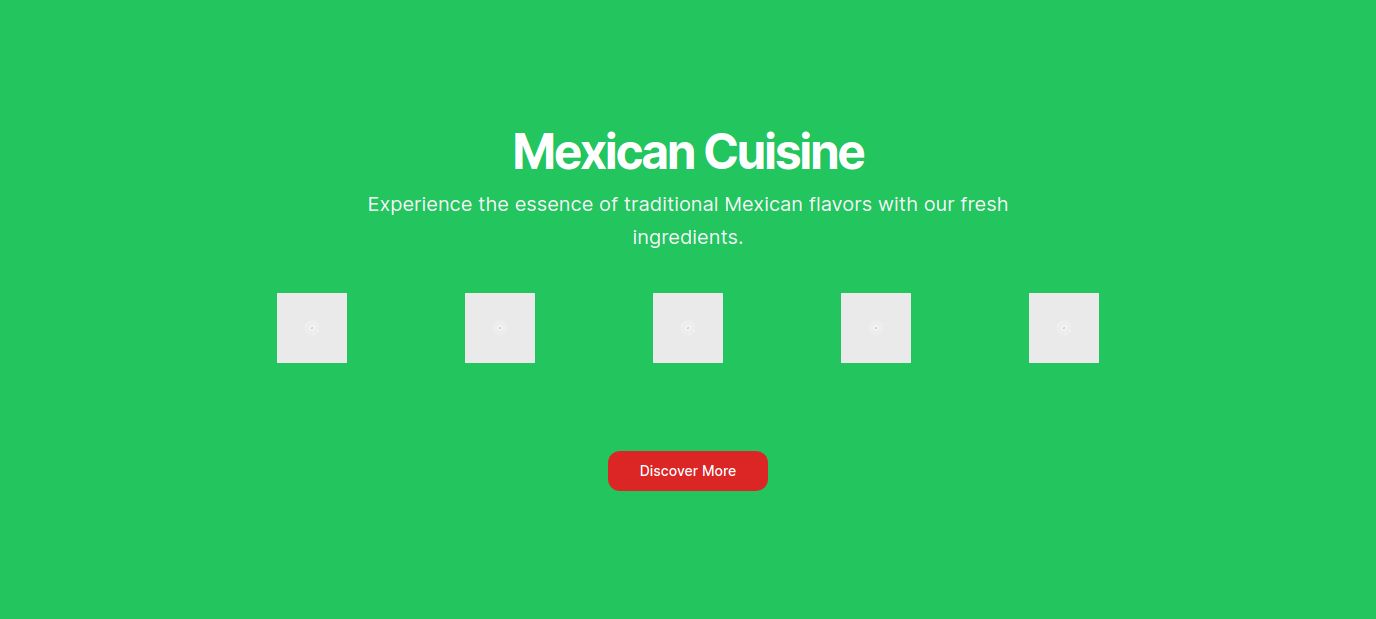 Mexican Cuisine
Experience the essence of traditional Mexican flavors with our fresh
ingredients.
Discover More